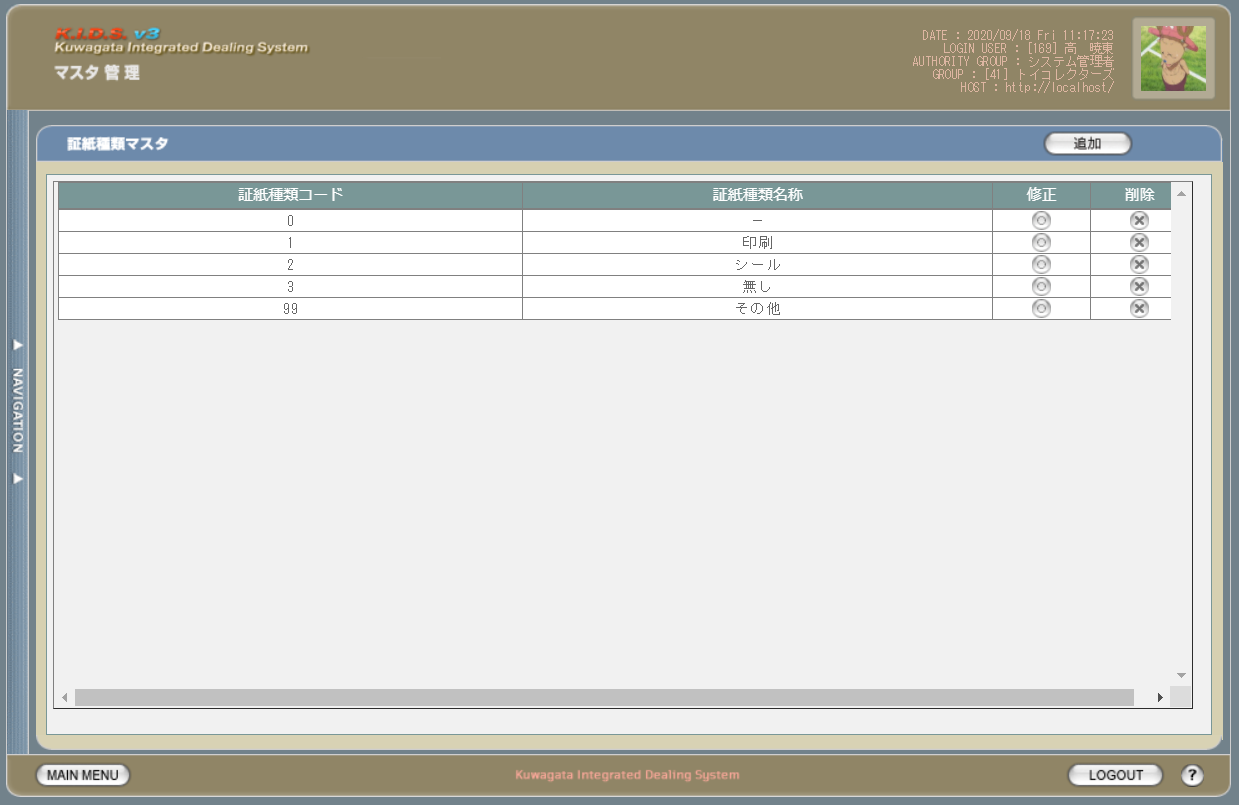 K.I.D.S. v3
Kuwagata Integrated Dealing System
マスタ管理
DATE : 2020/09/18 Fri 11:17:23
LOGIN USER : [169] 高　暁東
AUTHORITY GROUP : システム管理者
GROUP : [41] トイコレクターズ
HOST : http://localhost/
証紙種類マスタ
追加
証紙種類コード 証紙種類名称 修正 削除
0 －
1 印刷
2 シール
3 無し
99 その他
NAVIGATION
MAIN MENU
Kuwagata Integrated Dealing System
LOGOUT
?